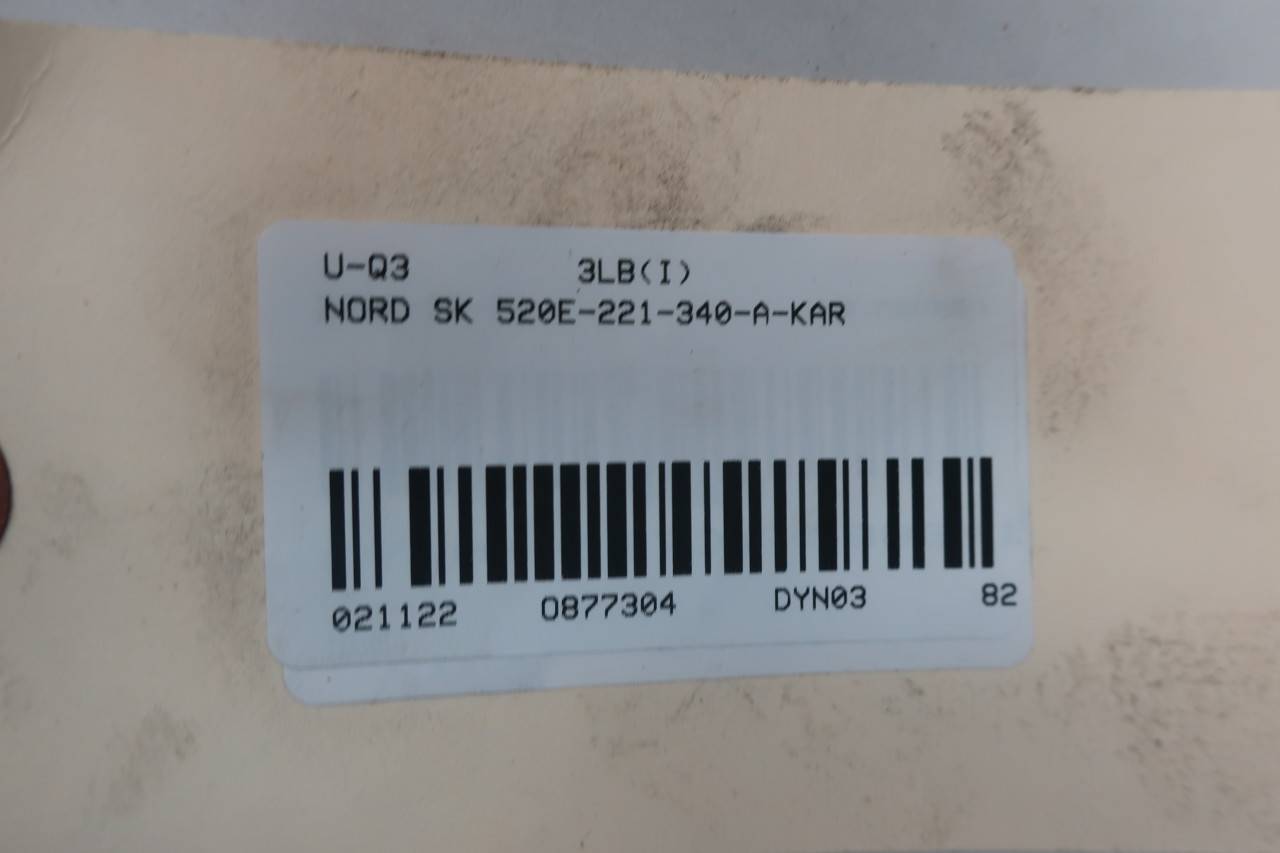 U-Q3 3LB(I)
NORD SK 520E-221-340-A-KAR
021122 0877304 DYN03 82